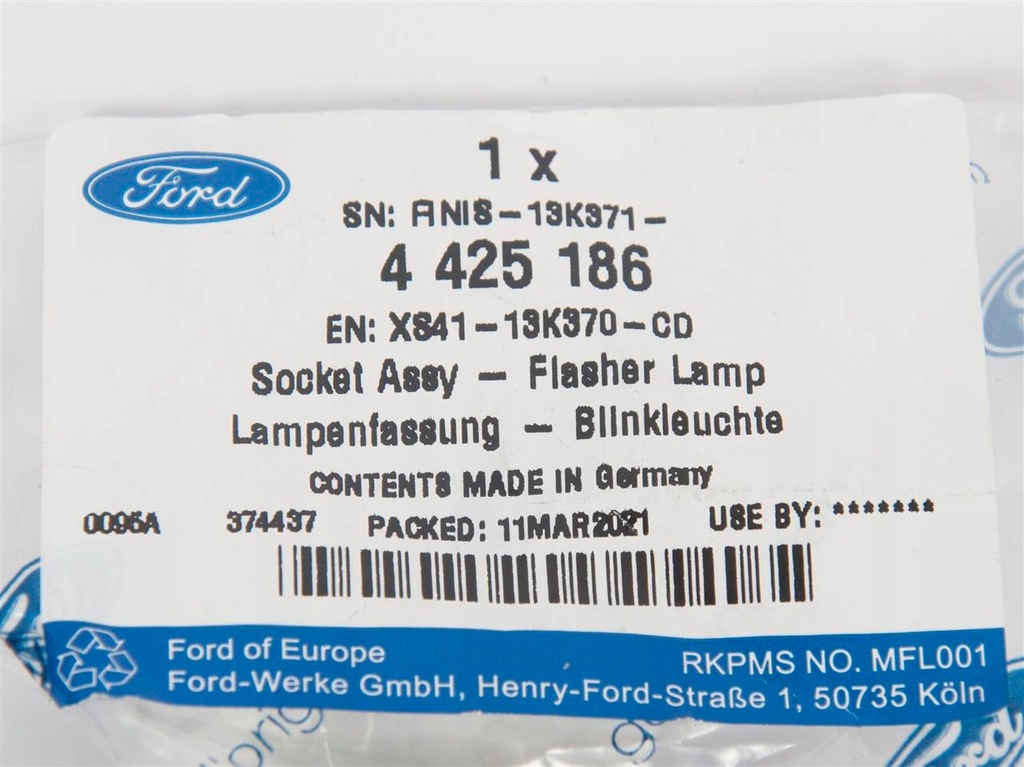 Ford
1 x
SN: ANIS-13K371-
4 425 186
EN: XS41-13K370-CD
Socket Assy - Flasher Lamp
Lampenfassung - Blinkleuchte
CONTENTS MADE IN Germany
0095A 374437 PACKED: 11MAR2021 USE BY: *******
Ford of Europe
RKPMS NO. MFL001
Ford-Werke GmbH, Henry-Ford-Straße 1, 50735 Köln